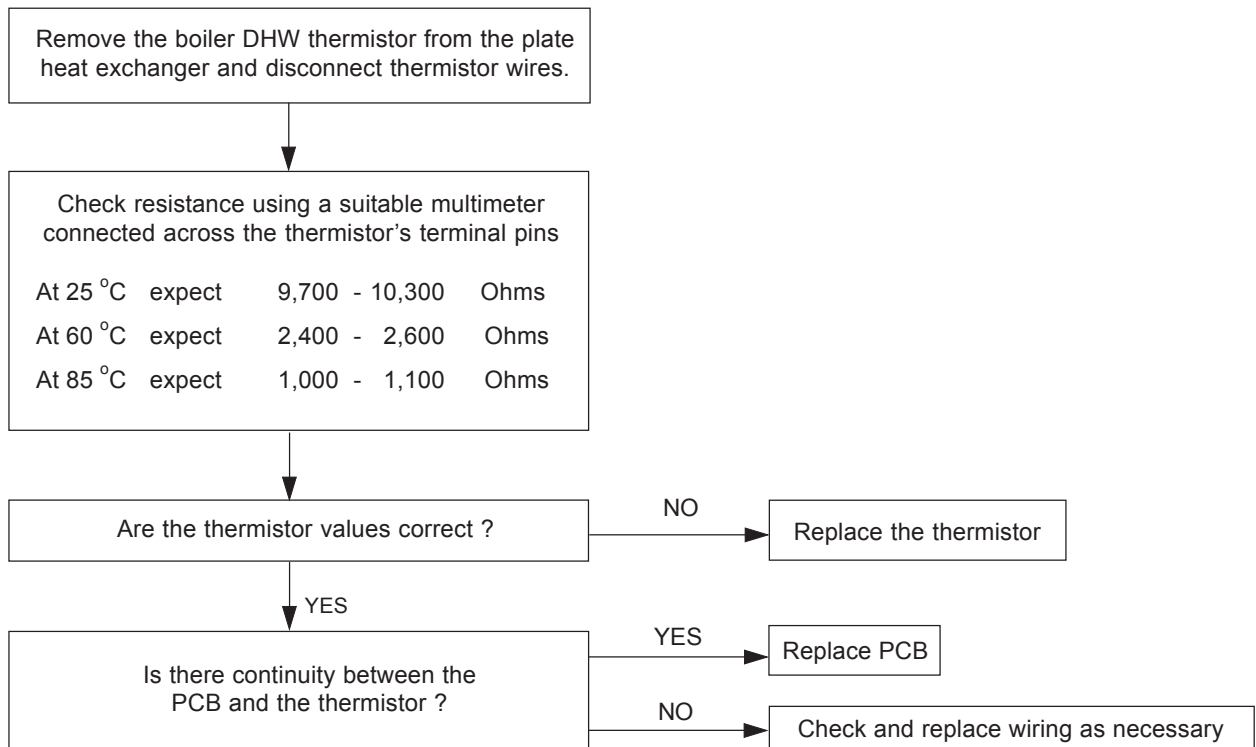 Remove the boiler DHW thermistor from the plate
heat exchanger and disconnect thermistor wires.
Check resistance using a suitable multimeter
connected across the thermistor’s terminal pins
At 25 °C expect 9,700 - 10,300 Ohms
At 60 °C expect 2,400 - 2,600 Ohms
At 85 °C expect 1,000 - 1,100 Ohms
Are the thermistor values correct ?
NO
Replace the thermistor
YES
Is there continuity between the
PCB and the thermistor ?
YES
Replace PCB
NO
Check and replace wiring as necessary